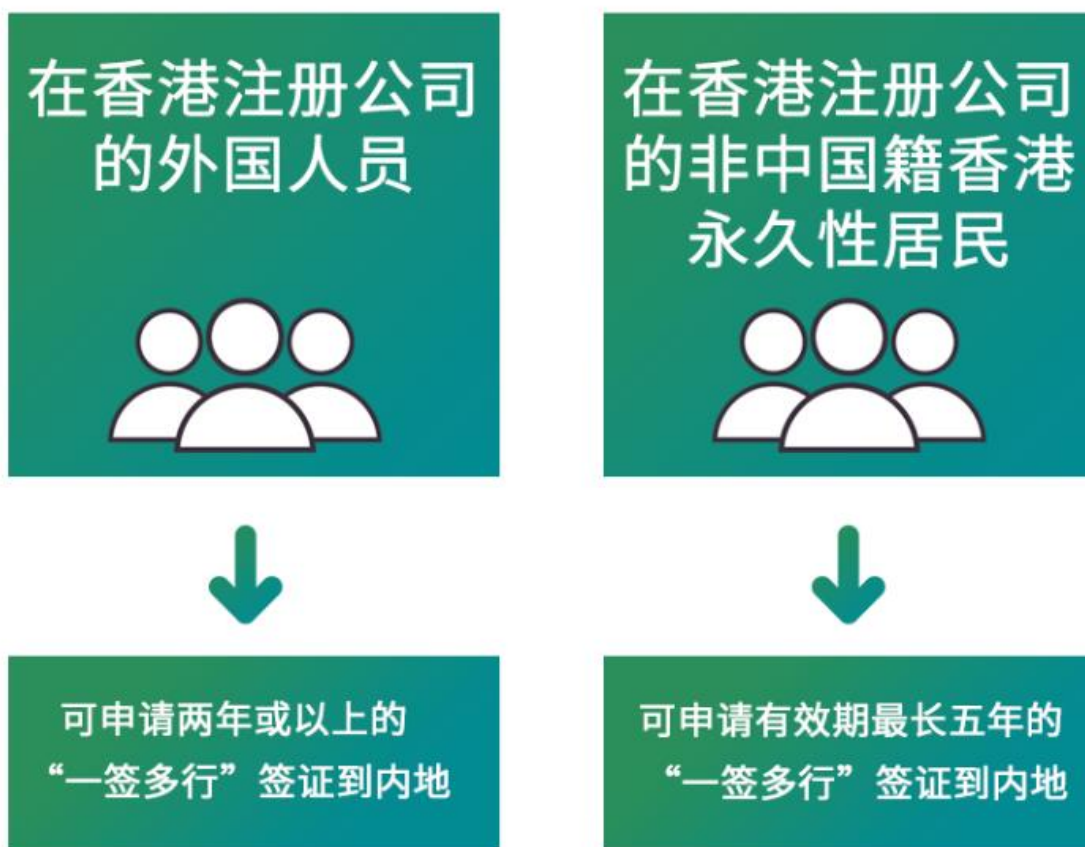 在香港注册公司
的外国人员
在香港注册公司
的非中国籍香港
永久性居民
可申请两年或以上的
“一签多行”签证到内地
可申请有效期最长五年的
“一签多行”签证到内地